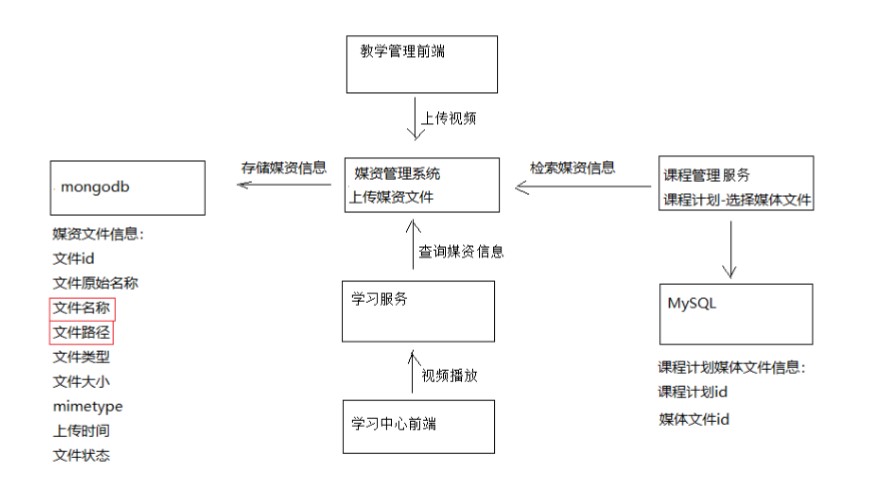 教学管理前端
上传视频
存储媒资信息
媒资管理系统
上传媒资文件
检索媒资信息
课程管理服务
课程计划-选择媒体文件
mongodb
媒资文件信息:
文件id
文件原始名称
文件名称
文件路径
文件类型
文件大小
mimetype
上传时间
文件状态
查询媒资信息
学习服务
视频播放
学习中心前端
MySQL
课程计划媒体文件信息:
课程计划id
媒体文件id